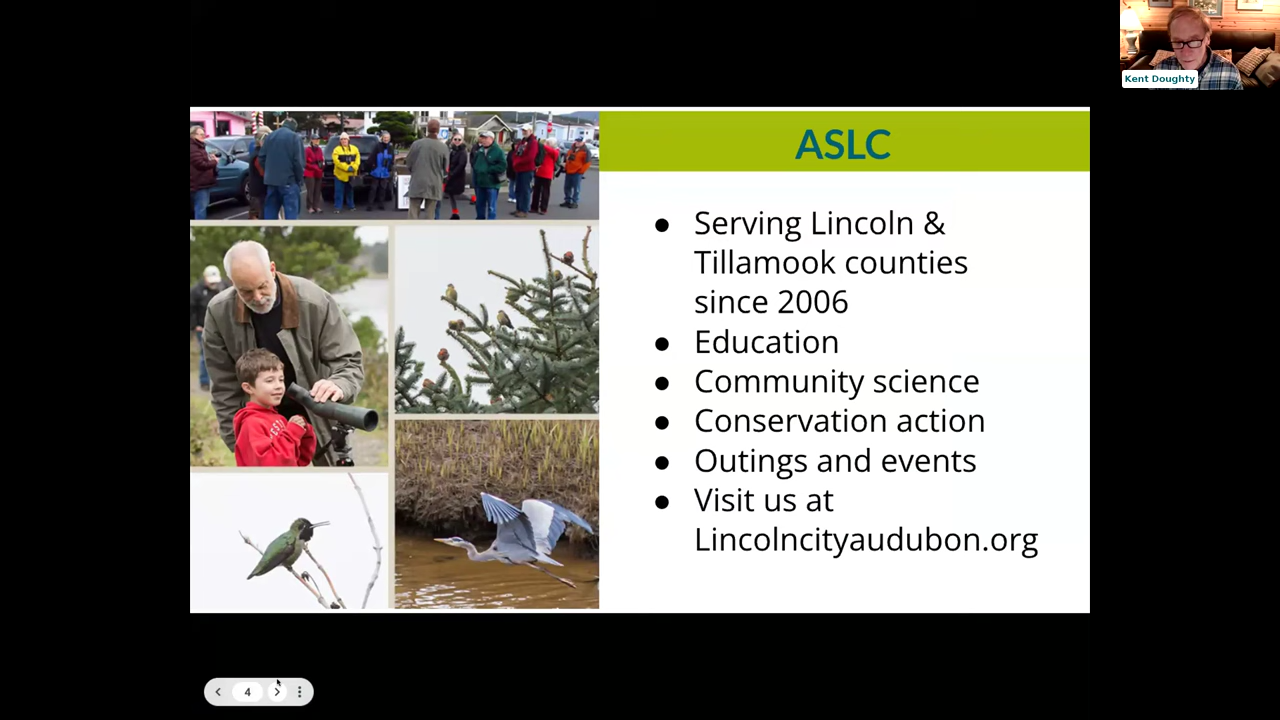 Kent Doughty
ASLC
● Serving Lincoln &
Tillamook counties
since 2006
● Education
● Community science
● Conservation action
● Outings and events
● Visit us at
Lincolncityaudubon.org
4